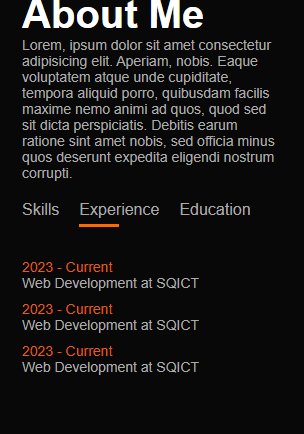 About Me
Lorem, ipsum dolor sit amet consectetur
adipisicing elit. Aperiam, nobis. Eaque
voluptatem atque unde cupiditate,
tempora aliquid porro, quibusdam facilis
maxime nemo animi ad quos, quod sed
sit dicta perspiciatis. Debitis earum
ratione sint amet nobis, sed officia minus
quos deserunt expedita eligendi nostrum
corrupti.
Skills Experience Education
2023 - Current
Web Development at SQICT
2023 - Current
Web Development at SQICT
2023 - Current
Web Development at SQICT